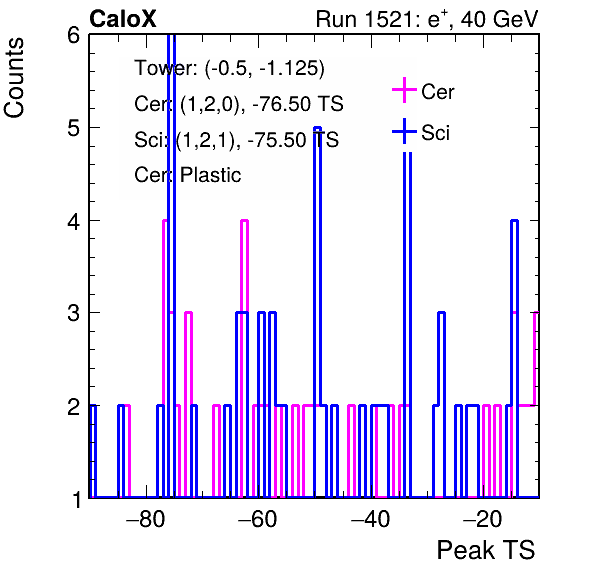 CaloX Run 1521: e⁺, 40 GeV
Counts
6
5
4
3
2
1
Tower: (-0.5, -1.125)
Cer: (1,2,0), -76.50 TS
Sci: (1,2,1), -75.50 TS
Cer: Plastic
Cer
Sci
−80 −60 −40 −20
Peak TS